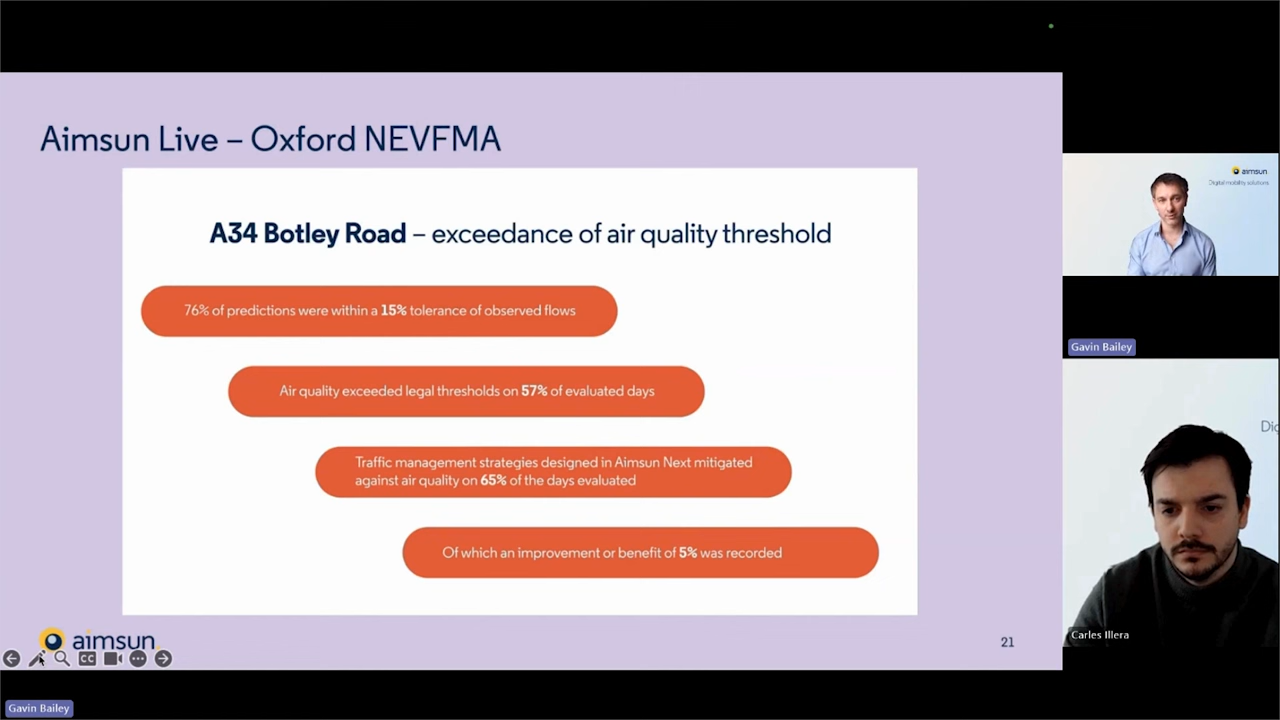 Aimsun Live – Oxford NEVFMA
A34 Botley Road – exceedance of air quality threshold
76% of predictions were within a 15% tolerance of observed flows
Air quality exceeded legal thresholds on 57% of evaluated days
Traffic management strategies designed in Aimsun Next mitigated
against air quality on 65% of the days evaluated
Of which an improvement or benefit of 5% was recorded
aimsun.
21
CC
Gavin Bailey
aimsun.
Digital mobility solutions
Gavin Bailey
Carles Illera